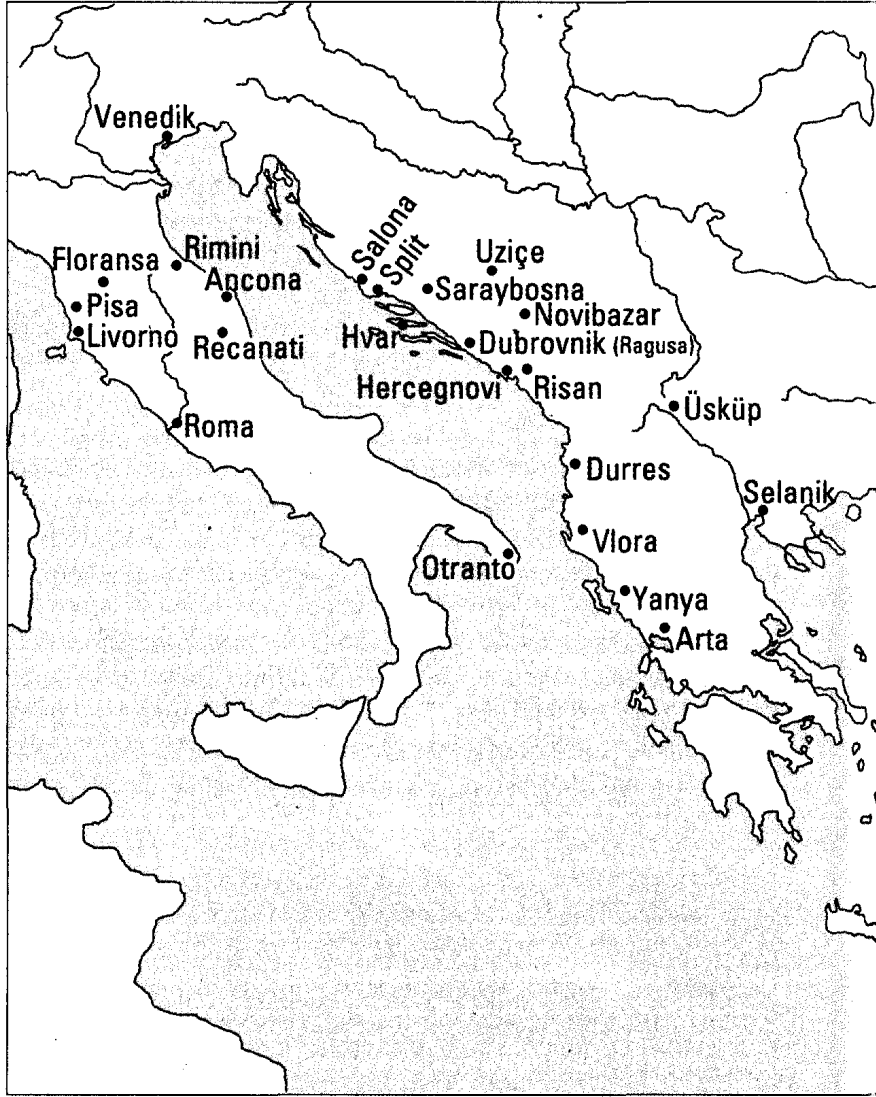 Venedik
Salona
Split
Rimini
Floransa
Ancona
Uziçe
Saraybosna
Pisa
Novibazar
Livorno
Recanati
Hvar
Dubrovnik (Ragusa)
Hercegnovi
Risan
Üsküp
Roma
Durres
Selanik
Vlora
Otranto
Yanya
Arta